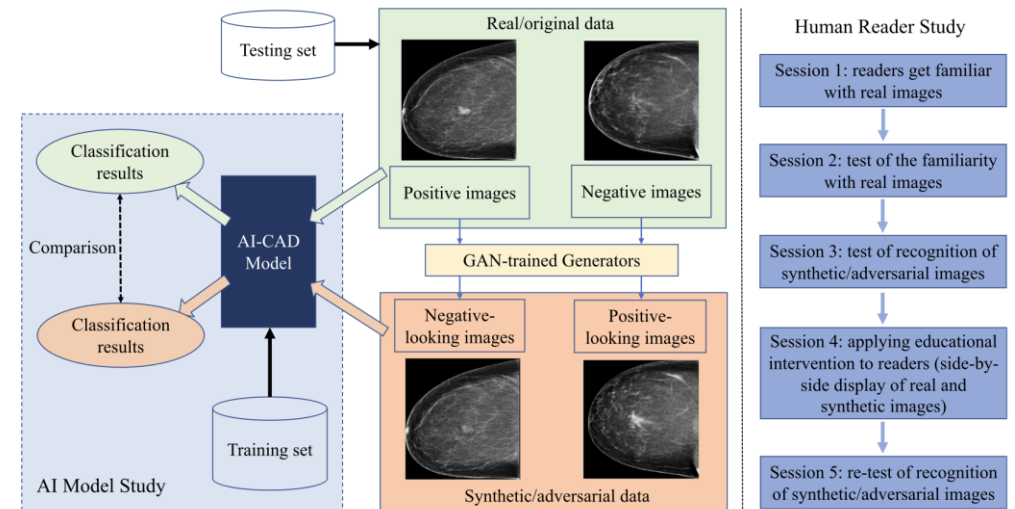 Testing set
Real/original data
Positive images
Negative images
GAN-trained Generators
Negative-
looking images
Positive-
looking images
Synthetic/adversarial data
Classification
results
Comparison
Classification
results
AI-CAD
Model
Training set
AI Model Study
Human Reader Study
Session 1: readers get familiar
with real images
Session 2: test of the familiarity
with real images
Session 3: test of recognition of
synthetic/adversarial images
Session 4: applying educational
intervention to readers (side-by-
side display of real and
synthetic images)
Session 5: re-test of recognition
of synthetic/adversarial images